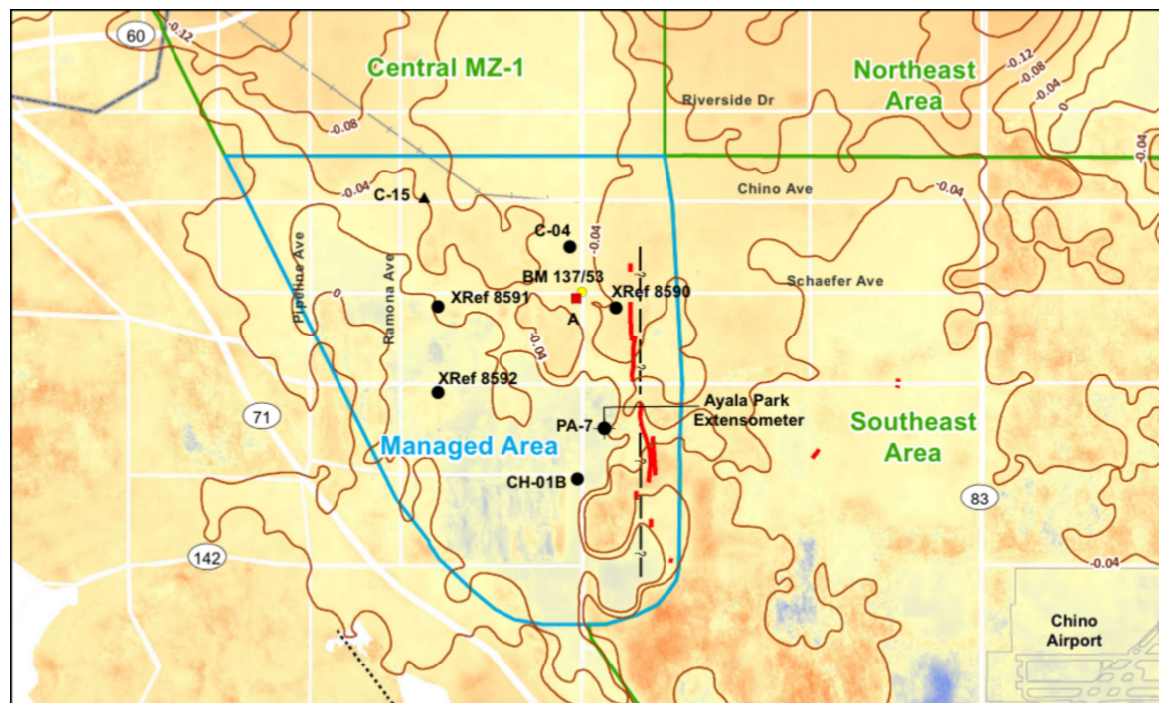 60
-0.12
Central MZ-1
Northeast
Area
-0.12
-0.08
-0.04
0
Riverside Dr
-0.08
-0.04
-0.04
C-15
Chino Ave
-0.04
C-04
-0.04
Pipeline Ave
Ramona Ave
BM 137/53
?
Schaefer Ave
0
XRef 8591
XRef 8590
A
-0.04
-0.04
?
XRef 8592
Ayala Park
Extensometer
71
PA-7
Managed Area
Southeast
Area
?
CH-01B
83
142
?
-0.04
Chino
Airport